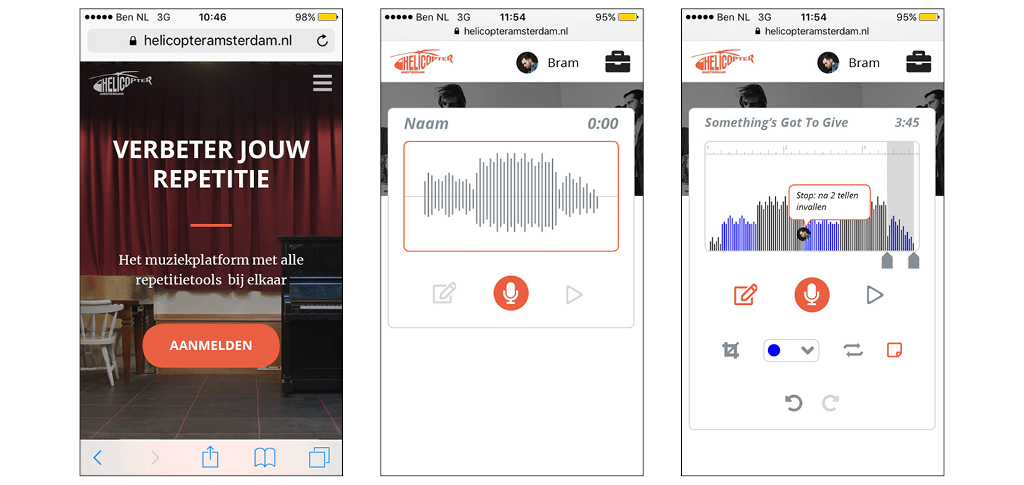 Ben NL 3G 10:46 98%
helicopteramsterdam.nl
HELICOPTER
AMSTERDAM
VERBETER JOUW
REPETITIE
Het muziekplatform met alle
repetitietools bij elkaar
AANMELDEN
Ben NL 3G 11:54 95%
helicopteramsterdam.nl
HELICOPTER
AMSTERDAM
Bram
Naam 0:00
Ben NL 3G 11:54 95%
helicopteramsterdam.nl
HELICOPTER
AMSTERDAM
Bram
Something's Got To Give 3:45
Stop: na 2 tellen
invallen